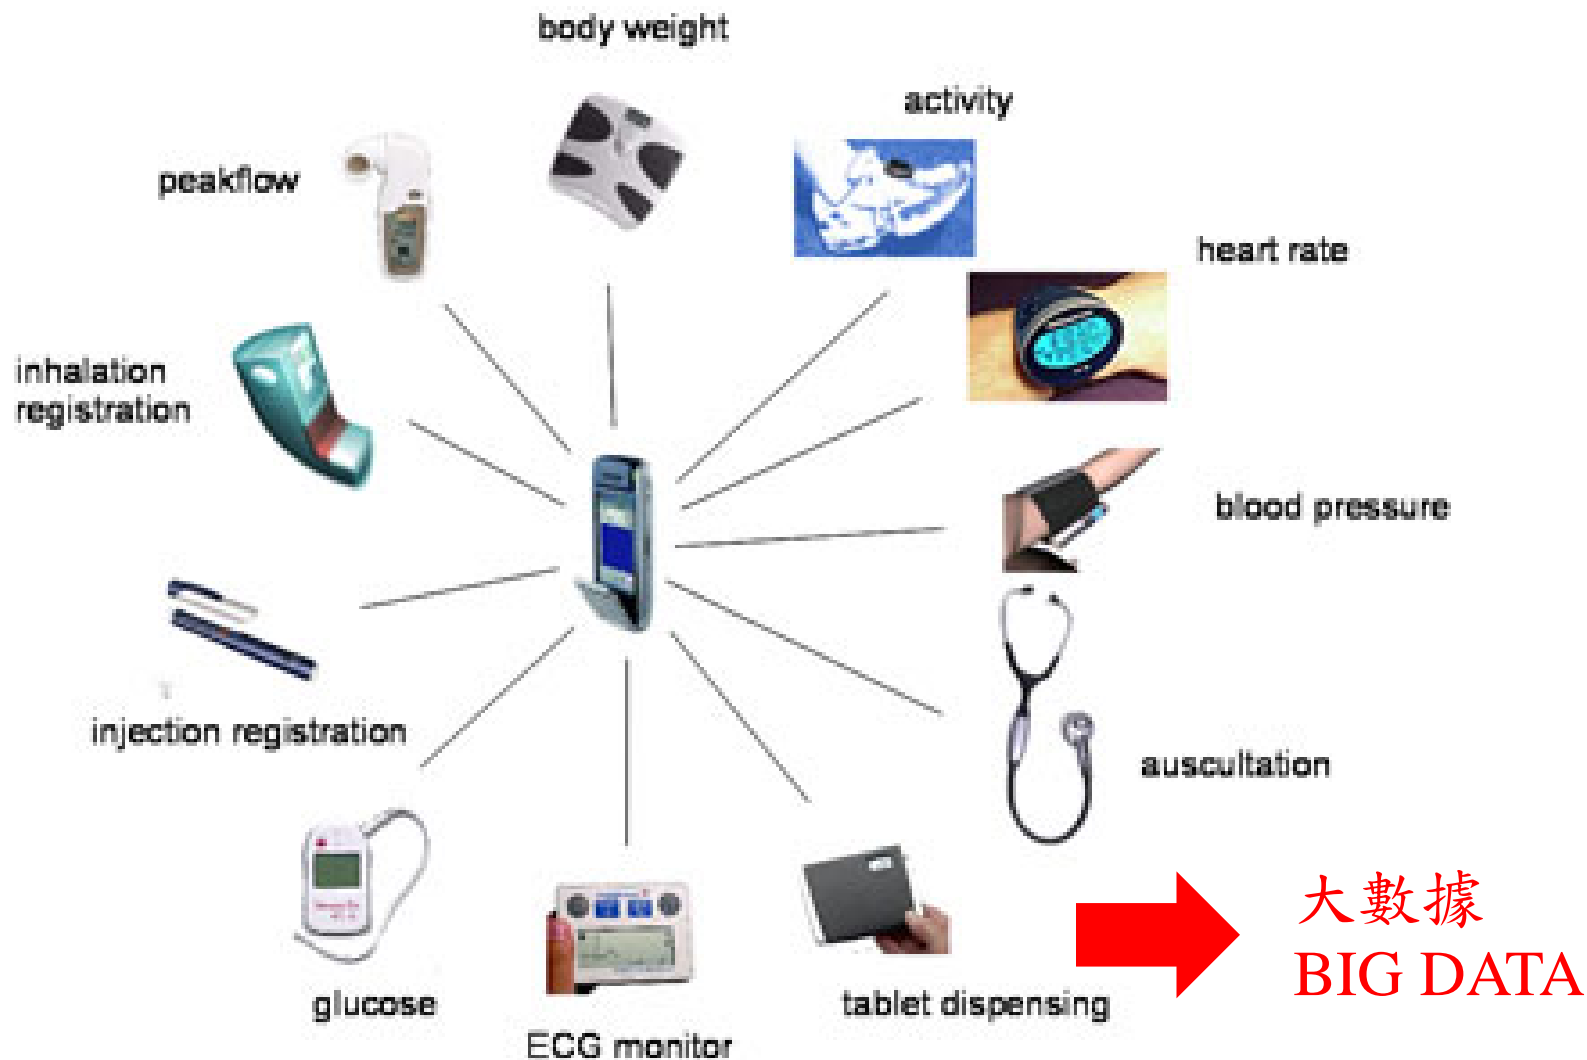 body weight
activity
peakflow
heart rate
inhalation
registration
blood pressure
injection registration
auscultation
大數據
BIG DATA
glucose
tablet dispensing
ECG monitor